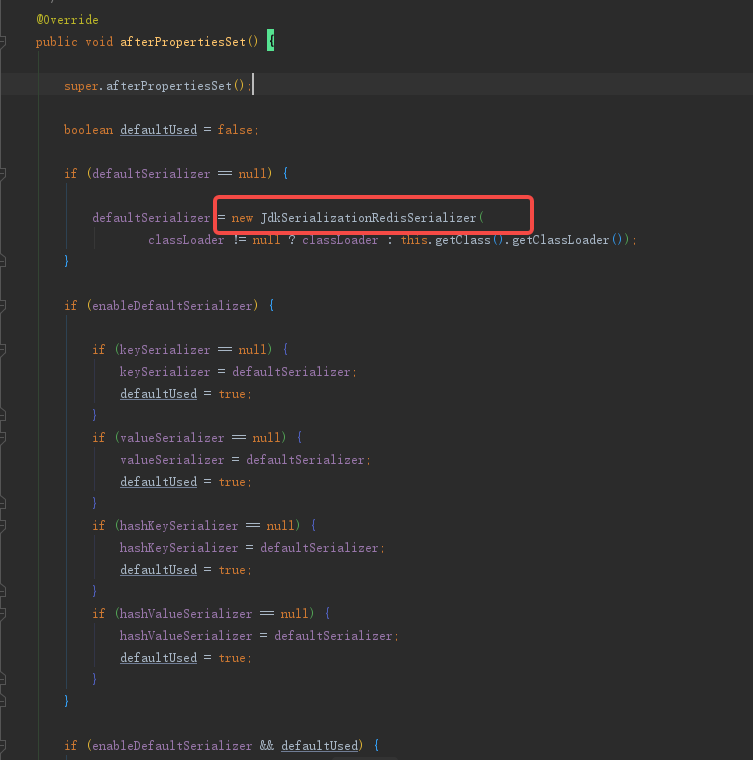 @Override
public void afterPropertiesSet() {
super.afterPropertiesSet();
boolean defaultUsed = false;
if (defaultSerializer == null) {
defaultSerializer = new JdkSerializationRedisSerializer(
classLoader != null ? classLoader : this.getClass().getClassLoader());
}
if (enableDefaultSerializer) {
if (keySerializer == null) {
keySerializer = defaultSerializer;
defaultUsed = true;
}
if (valueSerializer == null) {
valueSerializer = defaultSerializer;
defaultUsed = true;
}
if (hashKeySerializer == null) {
hashKeySerializer = defaultSerializer;
defaultUsed = true;
}
if (hashValueSerializer == null) {
hashValueSerializer = defaultSerializer;
defaultUsed = true;
}
}
if (enableDefaultSerializer && defaultUsed) {